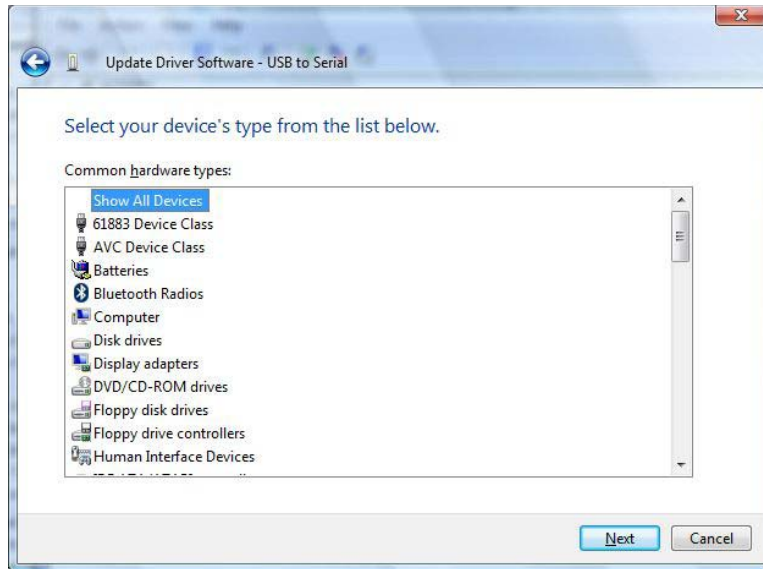 Update Driver Software - USB to Serial
Select your device's type from the list below.
Common hardware types:
Show All Devices
61883 Device Class
AVC Device Class
Batteries
Bluetooth Radios
Computer
Disk drives
Display adapters
DVD/CD-ROM drives
Floppy disk drives
Floppy drive controllers
Human Interface Devices
Next
Cancel